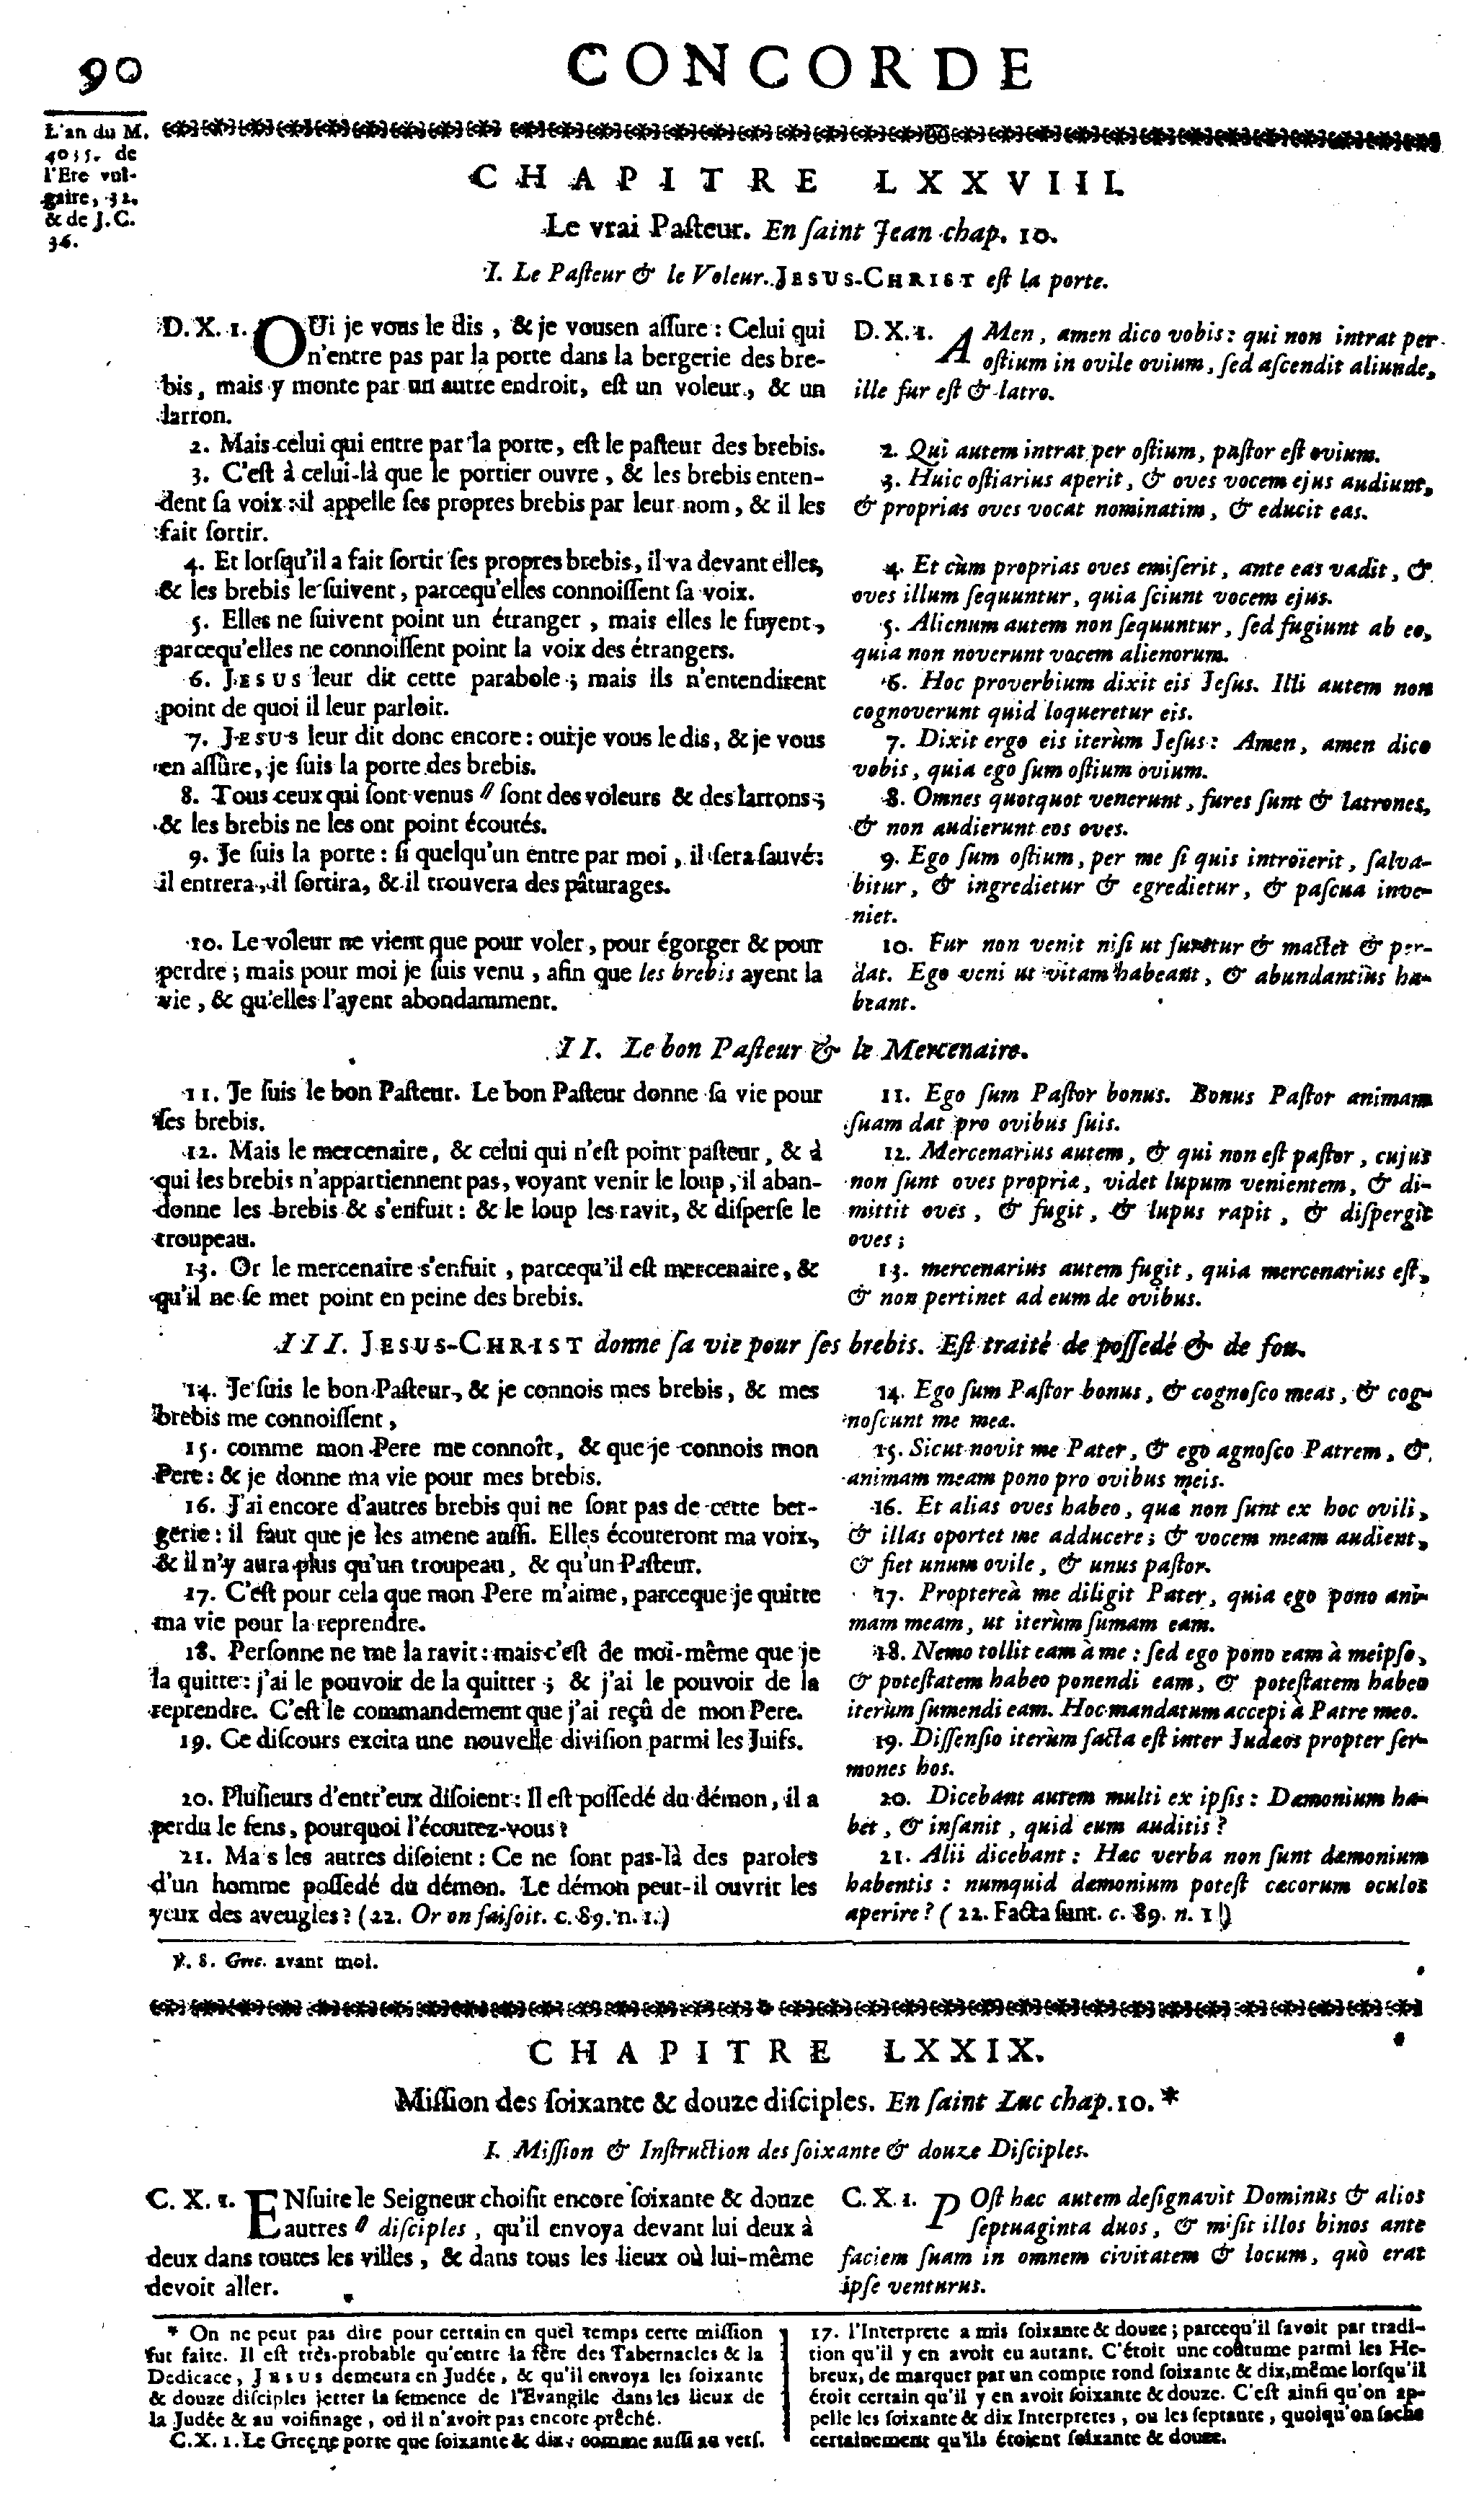 90
CONCORDE
L'an du M.
4035. de
l'Ere vul-
gaire, 32.
& de J. C.
36.
CHAPITRE LXXVIII.
Le vrai Paſteur. En ſaint Jean chap. 10.
I. Le Paſteur & le Voleur. JESUS-CHRIST eſt la porte.
D. X. 1. OUi je vous le dis, & je vousen aſſure : Celui qui
n'entre pas par la porte dans la bergerie des bre-
bis, mais y monte par un autre endroit, eſt un voleur, & un
larron.
2. Mais celui qui entre par la porte, eſt le paſteur des brebis.
3. C'eſt à celui-là que le portier ouvre, & les brebis enten-
dent ſa voix : il appelle ſes propres brebis par leur nom, & il les
fait ſortir.
4. Et lorſqu'il a fait ſortir ſes propres brebis, il va devant elles,
& les brebis le ſuivent, parcequ'elles connoiſſent ſa voix.
5. Elles ne ſuivent point un étranger, mais elles le fuyent,
parcequ'elles ne connoiſſent point la voix des étrangers.
6. JESUS leur dit cette parabole ; mais ils n'entendirent
point de quoi il leur parloit.
7. JESUS leur dit donc encore : oui je vous le dis, & je vous
en aſſûre, je ſuis la porte des brebis.
8. Tous ceux qui ſont venus // ſont des voleurs & des larrons ;
& les brebis ne les ont point écoutés.
9. Je ſuis la porte : ſi quelqu'un entre par moi, il ſera ſauvé :
il entrera, il ſortira, & il trouvera des pâturages.
10. Le voleur ne vient que pour voler, pour égorger & pour
perdre ; mais pour moi je ſuis venu, afin que les brebis ayent la
vie, & qu'elles l'ayent abondamment.
D. X. 1. AMen, amen dico vobis : qui non intrat per
oſtium in ovile ovium, ſed aſcendit aliunde,
ille fur eſt & latro.
2. Qui autem intrat per oſtium, paſtor eſt ovium.
3. Huic oſtiarius aperit, & oves vocem ejus audiunt,
& proprias oves vocat nominatim, & educit eas.
4. Et cùm proprias oves emiſerit, ante eas vadit, &
oves illum ſequuntur, quia ſciunt vocem ejus.
5. Alienum autem non ſequuntur, ſed fugiunt ab eo,
quia non noverunt vocem alienorum.
6. Hoc proverbium dixit eis Jeſus. Illi autem non
cognoverunt quid loqueretur eis.
7. Dixit ergo eis iterùm Jeſus : Amen, amen dico
vobis, quia ego ſum oſtium ovium.
8. Omnes quotquot venerunt, fures ſunt & latrones,
& non audierunt eos oves.
9. Ego ſum oſtium, per me ſi quis introïerit, ſalva-
bitur, & ingredietur & egredietur, & paſcua inve-
niet.
10. Fur non venit niſi ut furetur & mactet & per-
dat. Ego veni ut vitam habeant, & abundantiùs ha-
beant.
II. Le bon Paſteur & le Mercenaire.
11. Je ſuis le bon Paſteur. Le bon Paſteur donne ſa vie pour
ſes brebis.
12. Mais le mercenaire, & celui qui n'eſt point paſteur, & à
qui les brebis n'appartiennent pas, voyant venir le loup, il aban-
donne les brebis & s'enfuit : & le loup les ravit, & diſperſe le
troupeau.
13. Or le mercenaire s'enfuit, parcequ'il eſt mercenaire, &
qu'il ne ſe met point en peine des brebis.
11. Ego ſum Paſtor bonus. Bonus Paſtor animam
ſuam dat pro ovibus ſuis.
12. Mercenarius autem, & qui non eſt paſtor, cujus
non ſunt oves propriæ, videt lupum venientem, & di-
mittit oves, & fugit, & lupus rapit, & diſpergit
oves ;
13. mercenarius autem fugit, quia mercenarius eſt,
& non pertinet ad eum de ovibus.
III. JESUS-CHRIST donne ſa vie pour ſes brebis. Eſt traité de poſſedé & de fou.
14. Je ſuis le bon Paſteur, & je connois mes brebis, & mes
brebis me connoiſſent,
15. comme mon Pere me connoît, & que je connois mon
Pere : & je donne ma vie pour mes brebis.
16. J'ai encore d'autres brebis qui ne ſont pas de cette ber-
gerie : il faut que je les amene auſſi. Elles écouteront ma voix,
& il n'y aura plus qu'un troupeau, & qu'un Paſteur.
17. C'eſt pour cela que mon Pere m'aime, parceque je quitte
ma vie pour la reprendre.
18. Perſonne ne me la ravit : mais c'eſt de moi-même que je
la quitte : j'ai le pouvoir de la quitter ; & j'ai le pouvoir de la
reprendre. C'eſt le commandement que j'ai reçû de mon Pere.
19. Ce diſcours excita une nouvelle diviſion parmi les Juifs.
20. Pluſieurs d'entr'eux diſoient : Il eſt poſſedé du démon, il a
perdu le ſens, pourquoi l'écoutez-vous ?
21. Mais les autres diſoient : Ce ne ſont pas-là des paroles
d'un homme poſſedé du démon. Le démon peut-il ouvrir les
yeux des aveugles ? (22. Or on faiſoit. c. 89. n. 1.)
14. Ego ſum Paſtor bonus, & cognoſco meas, & cog-
noſcunt me meæ.
15. Sicut novit me Pater, & ego agnoſco Patrem, &
animam meam pono pro ovibus meis.
16. Et alias oves habeo, quæ non ſunt ex hoc ovili,
& illas oportet me adducere ; & vocem meam audient,
& fiet unum ovile, & unus paſtor.
17. Propterеà me diligit Pater, quia ego pono ani-
mam meam, ut iterùm ſumam eam.
18. Nemo tollit eam à me : ſed ego pono eam à meipſo,
& poteſtatem habeo ponendi eam, & poteſtatem habeo
iterùm ſumendi eam. Hoc mandatum accepi à Patre meo.
19. Diſſenſio iterùm facta eſt inter Judæos propter ſer-
mones hos.
20. Dicebant autem multi ex ipſis : Dæmonium ha-
bet, & inſanit, quid eum auditis ?
21. Alii dicebant : Hæc verba non ſunt dæmonium
habentis : numquid dæmonium poteſt cæcorum oculos
aperire ? (22. Facta ſunt. c. 89. n. 1.)
℣. 8. Grec. avant moi.
CHAPITRE LXXIX.
Miſſion des ſoixante & douze diſciples. En ſaint Luc chap. 10. *
I. Miſſion & Inſtruction des ſoixante & douze Diſciples.
C. X. 1. ENſuite le Seigneur choiſit encore ſoixante & douze
autres // diſciples, qu'il envoya devant lui deux à
deux dans toutes les villes, & dans tous les lieux où lui-même
devoit aller.
C. X. 1. POſt hæc autem deſignavit Dominus & alios
ſeptuaginta duos, & miſit illos binos ante
faciem ſuam in omnem civitatem & locum, quò erat
ipſe venturus.
* On ne peut pas dire pour certain en quel temps cette miſſion
fut faite. Il eſt très-probable qu'entre la fête des Tabernacles & la
Dedicace, JESUS demeura en Judée, & qu'il envoya les ſoixante
& douze diſciples jetter la ſemence de l'Evangile dans les lieux de
la Judée & au voiſinage, où il n'avoit pas encore prêché.
C. X. 1. Le Grec ne porte que ſoixante & dix, comme auſſi au verſ.
17. l'Interprete a mis ſoixante & douze ; parcequ'il ſavoit par tradi-
tion qu'il y en avoit eu autant. C'étoit une coûtume parmi les He-
breux, de marquer par un compte rond ſoixante & dix, même lorſqu'il
étoit certain qu'il y en avoit ſoixante & douze. C'eſt ainſi qu'on ap-
pelle les ſoixante & dix Interpretes, ou les ſeptante, quoiqu'on ſache
certainement qu'ils étoient ſoixante & douze.